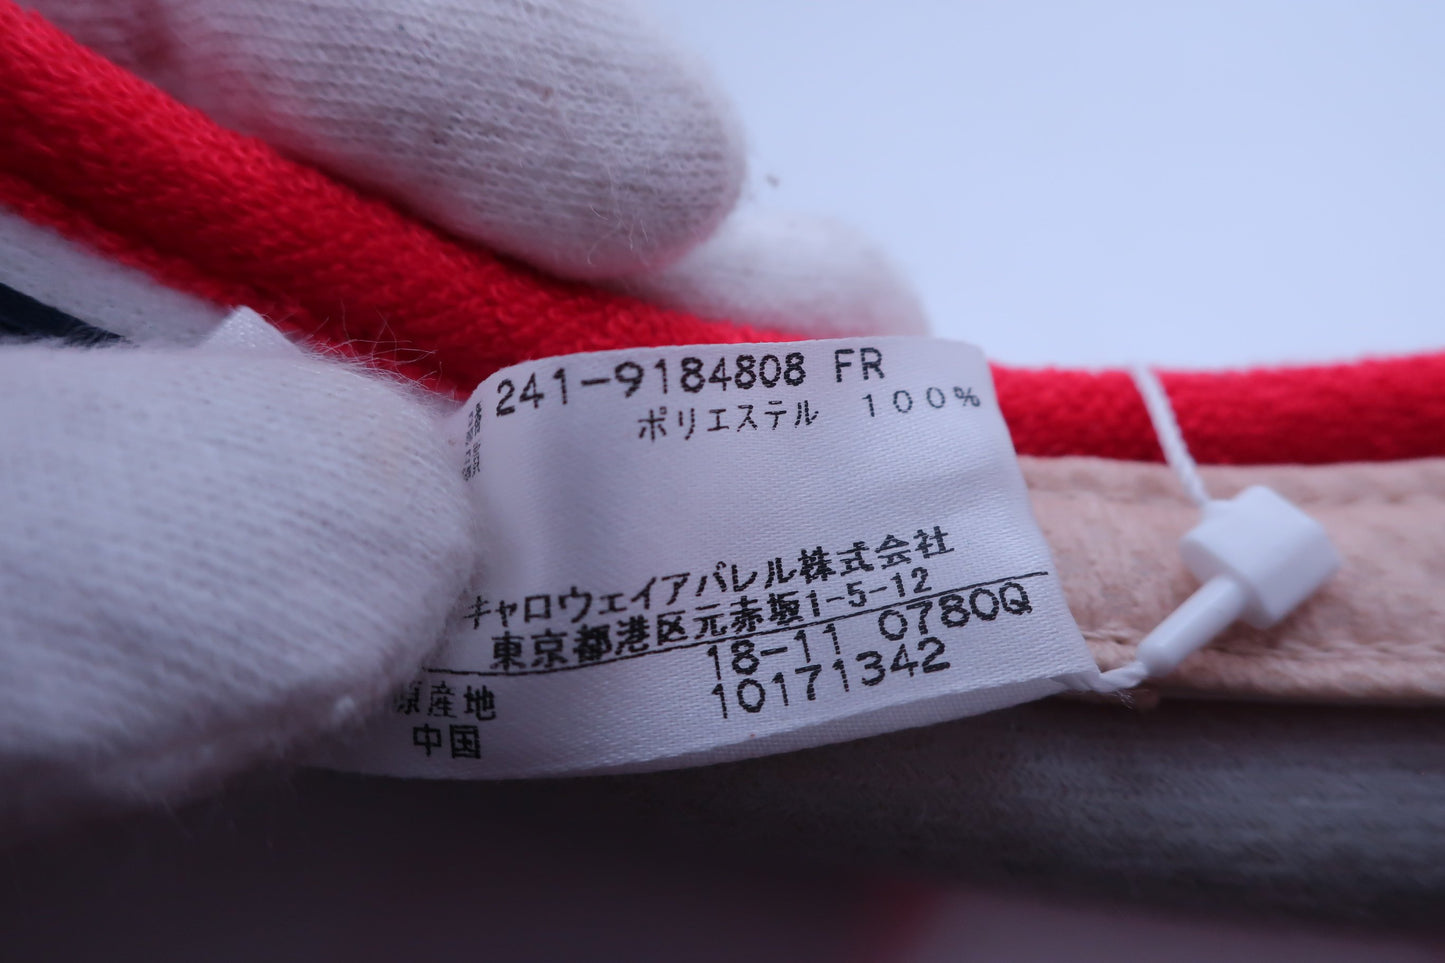 241-9184808 FR
ポリエステル 100%
キャロウェイアパレル株式会社
東京都港区元赤坂1-5-12
18-11 0780Q
10171342
原産地
中国